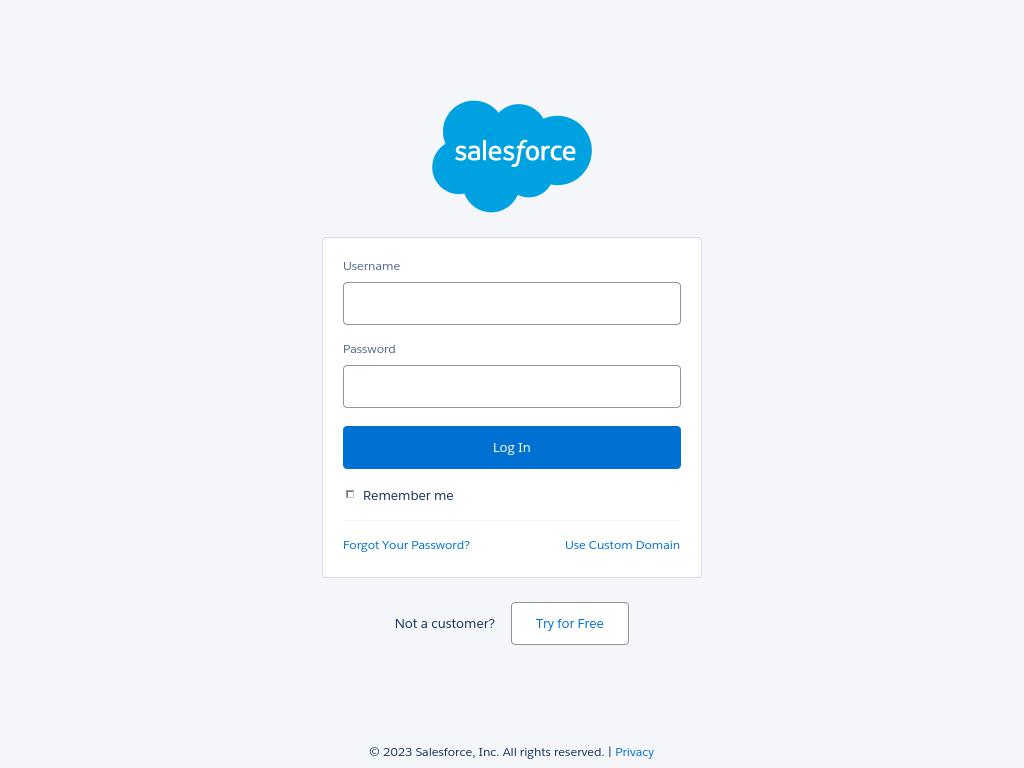 salesforce
Username
Password
Log In
Remember me
Forgot Your Password? Use Custom Domain
Not a customer? Try for Free
© 2023 Salesforce, Inc. All rights reserved. | Privacy